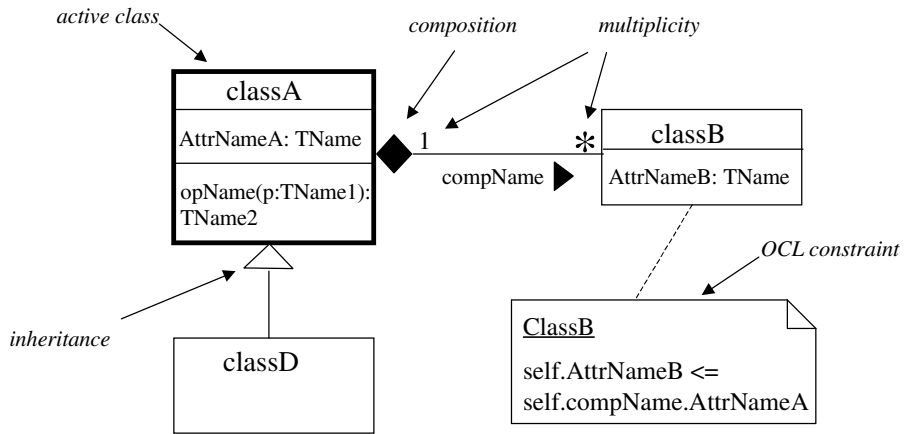 active class
composition
multiplicity
classA
AttrNameA: TName
opName(p:TName1):
TName2
1
*
compName
classB
AttrNameB: TName
OCL constraint
inheritance
classD
ClassB
self.AttrNameB <=
self.compName.AttrNameA